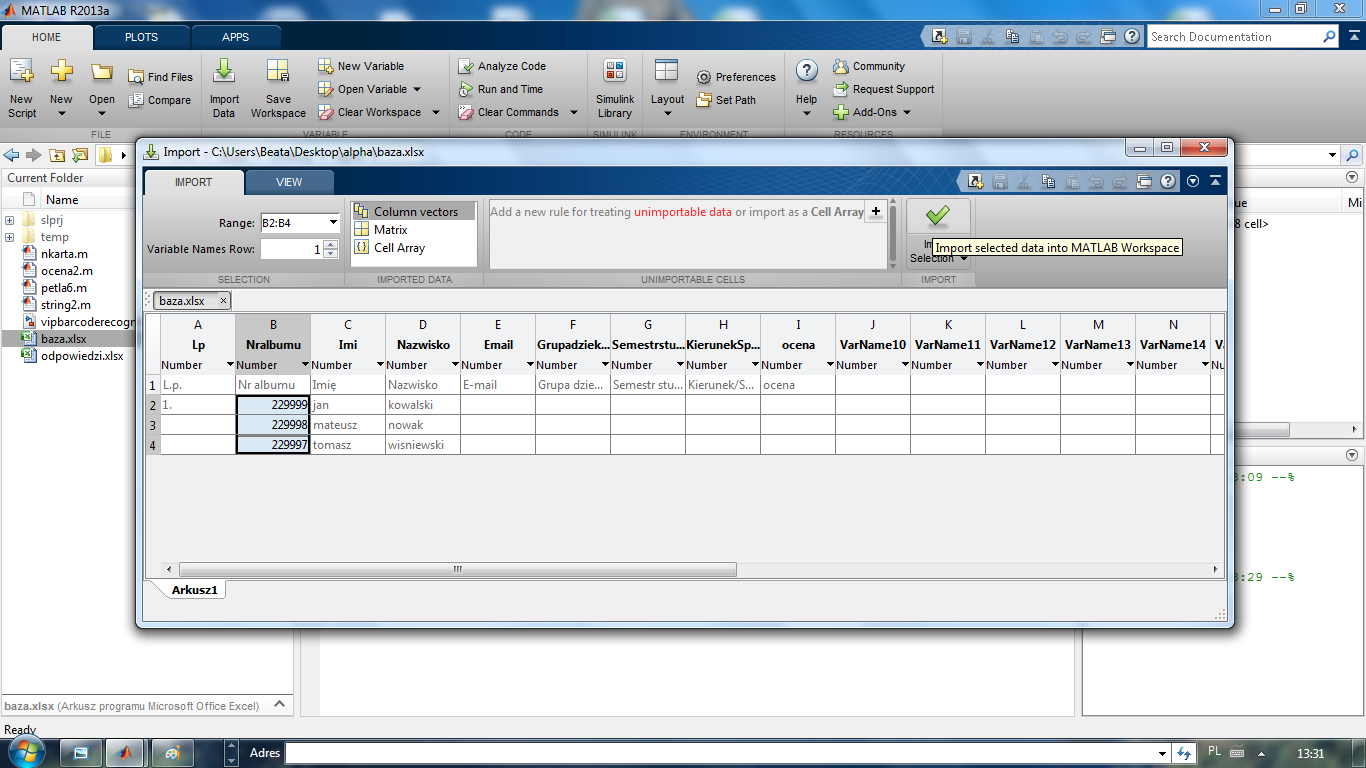 MATLAB R2013a
HOME PLOTS APPS
Search Documentation
New Script
New
Open
Find Files
Compare
FILE
Import Data
Save Workspace
New Variable
Open Variable
Clear Workspace
VARIABLE
Analyze Code
Run and Time
Clear Commands
CODE
Simulink Library
SIMULINK
Layout
Preferences
Set Path
ENVIRONMENT
Help
Community
Request Support
Add-Ons
RESOURCES
Current Folder
Name
slprj
temp
nkarta.m
ocena2.m
petla6.m
string2.m
vipbarcoderecogn
baza.xlsx
odpowiedzi.xlsx
baza.xlsx (Arkusz programu Microsoft Office Excel)
Import - C:\Users\Beata\Desktop\alpha\baza.xlsx
IMPORT VIEW
Range: B2:B4
Variable Names Row: 1
SELECTION
Column vectors
Matrix
Cell Array
IMPORTED DATA
Add a new rule for treating unimportable data or import as a Cell Array
UNIMPORTABLE CELLS
Import selected data into MATLAB Workspace
Selection
IMPORT
baza.xlsx
A B C D E F G H I J K L M N
Lp Nralbumu Imi Nazwisko Email Grupadziek... Semestrstu... KierunekSp... ocena VarName10 VarName11 VarName12 VarName13 VarName14
Number Number Number Number Number Number Number Number Number Number Number Number Number Number Nu
1 L.p. Nr albumu Imię Nazwisko E-mail Grupa dzie... Semestr stu... Kierunek/S... ocena
2 1. 229999 jan kowalski
3 229998 mateusz nowak
4 229997 tomasz wisniewski
Arkusz1
ue Mi
8 cell>
8:09 --%
8:29 --%
Ready
Adres
PL
13:31